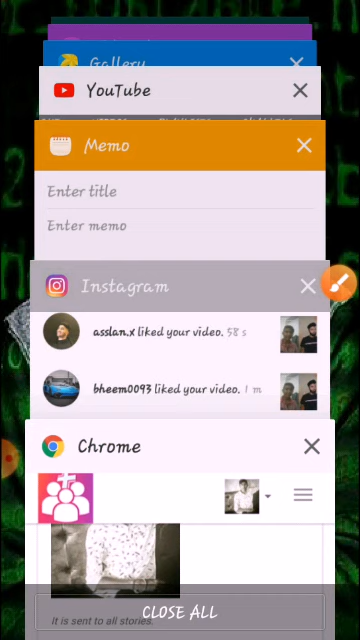 Gallery
YouTube
Memo
Enter title
Enter memo
Instagram
asslan.x liked your video. 58 s
bheem0093 liked your video. 1 m
Chrome
It is sent to all stories.
CLOSE ALL